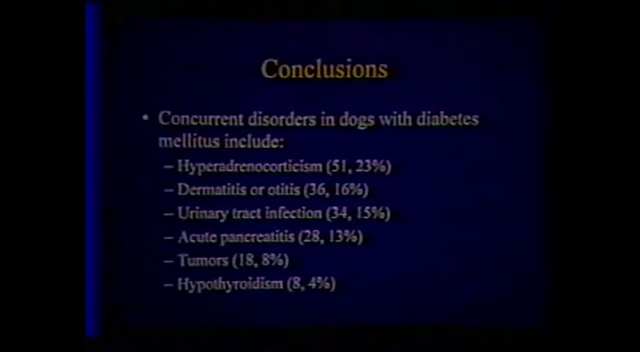 Conclusions
• Concurrent disorders in dogs with diabetes
mellitus include:
– Hyperadrenocorticism (51, 23%)
– Dermatitis or otitis (36, 16%)
– Urinary tract infection (34, 15%)
– Acute pancreatitis (28, 13%)
– Tumors (18, 8%)
– Hypothyroidism (8, 4%)